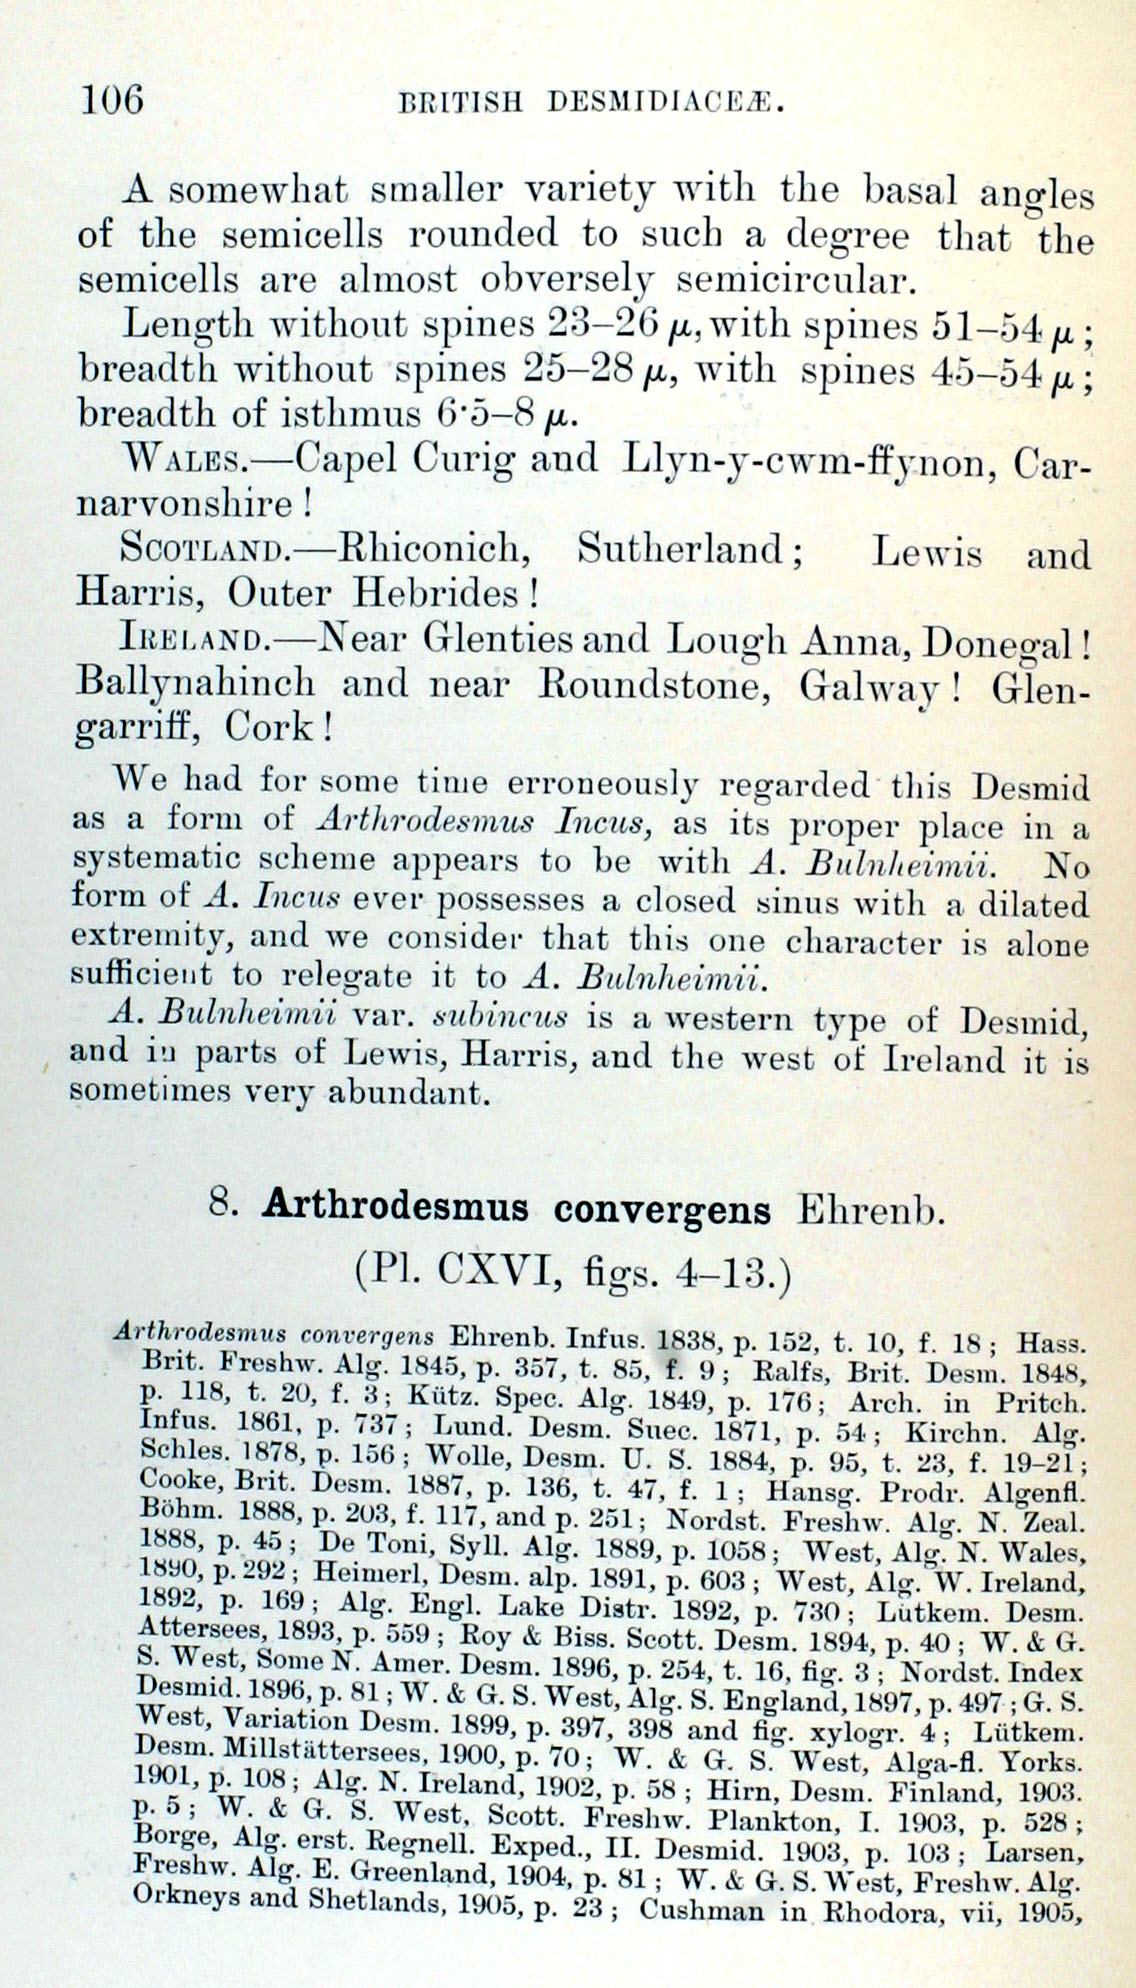 106 BRITISH DESMIDIACEÆ.
A somewhat smaller variety with the basal angles
of the semicells rounded to such a degree that the
semicells are almost obversely semicircular.
Length without spines 23–26 µ, with spines 51–54 µ ;
breadth without spines 25–28 µ, with spines 45–54 µ ;
breadth of isthmus 6·5–8 µ.
WALES.—Capel Curig and Llyn-y-cwm-ffynon, Car-
narvonshire !
SCOTLAND.—Rhiconich, Sutherland ; Lewis and
Harris, Outer Hebrides !
IRELAND.—Near Glenties and Lough Anna, Donegal !
Ballynahinch and near Roundstone, Galway ! Glen-
garriff, Cork !
We had for some time erroneously regarded this Desmid
as a form of Arthrodesmus Incus, as its proper place in a
systematic scheme appears to be with A. Bulnheimii. No
form of A. Incus ever possesses a closed sinus with a dilated
extremity, and we consider that this one character is alone
sufficient to relegate it to A. Bulnheimii.
A. Bulnheimii var. subincus is a western type of Desmid,
and in parts of Lewis, Harris, and the west of Ireland it is
sometimes very abundant.
8. Arthrodesmus convergens Ehrenb.
(Pl. CXVI, figs. 4–13.)
Arthrodesmus convergens Ehrenb. Infus. 1838, p. 152, t. 10, f. 18 ; Hass.
Brit. Freshw. Alg. 1845, p. 357, t. 85, f. 9 ; Ralfs, Brit. Desm. 1848,
p. 118, t. 20, f. 3 ; Kütz. Spec. Alg. 1849, p. 176 ; Arch. in Pritch.
Infus. 1861, p. 737 ; Lund. Desm. Suec. 1871, p. 54 ; Kirchn. Alg.
Schles. 1878, p. 156 ; Wolle, Desm. U. S. 1884, p. 95, t. 23, f. 19–21 ;
Cooke, Brit. Desm. 1887, p. 136, t. 47, f. 1 ; Hansg. Prodr. Algenfl.
Böhm. 1888, p. 203, f. 117, and p. 251 ; Nordst. Freshw. Alg. N. Zeal.
1888, p. 45 ; De Toni, Syll. Alg. 1889, p. 1058 ; West, Alg. N. Wales,
1890, p. 292 ; Heimerl, Desm. alp. 1891, p. 603 ; West, Alg. W. Ireland,
1892, p. 169 ; Alg. Engl. Lake Distr. 1892, p. 730 ; Lütkem. Desm.
Attersees, 1893, p. 559 ; Roy & Biss. Scott. Desm. 1894, p. 40 ; W. & G.
S. West, Some N. Amer. Desm. 1896, p. 254, t. 16, fig. 3 ; Nordst. Index
Desmid. 1896, p. 81 ; W. & G. S. West, Alg. S. England, 1897, p. 497 ; G. S.
West, Variation Desm. 1899, p. 397, 398 and fig. xylogr. 4 ; Lütkem.
Desm. Millstättersees, 1900, p. 70 ; W. & G. S. West, Alga-fl. Yorks.
1901, p. 108 ; Alg. N. Ireland, 1902, p. 58 ; Hirn, Desm. Finland, 1903.
p. 5 ; W. & G. S. West, Scott. Freshw. Plankton, I. 1903, p. 528 ;
Borge, Alg. erst. Regnell. Exped., II. Desmid. 1903, p. 103 ; Larsen,
Freshw. Alg. E. Greenland, 1904, p. 81 ; W. & G. S. West, Freshw. Alg.
Orkneys and Shetlands, 1905, p. 23 ; Cushman in Rhodora, vii, 1905,